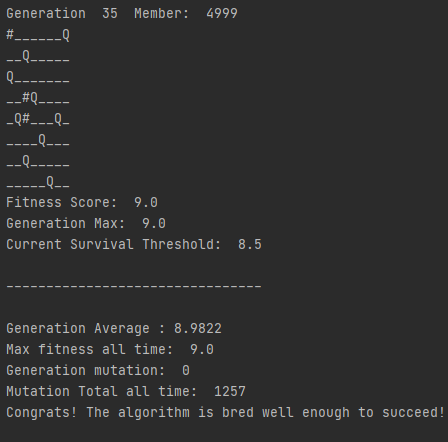 Generation  35  Member:  4999
#______Q
__Q_____
Q_______
__#Q____
_Q#___Q_
____Q___
__Q_____
_____Q__
Fitness Score:  9.0
Generation Max:  9.0
Current Survival Threshold:  8.5
--------------------------------
Generation Average : 8.9822
Max fitness all time:  9.0
Generation mutation:  0
Mutation Total all time:  1257
Congrats! The algorithm is bred well enough to succeed!